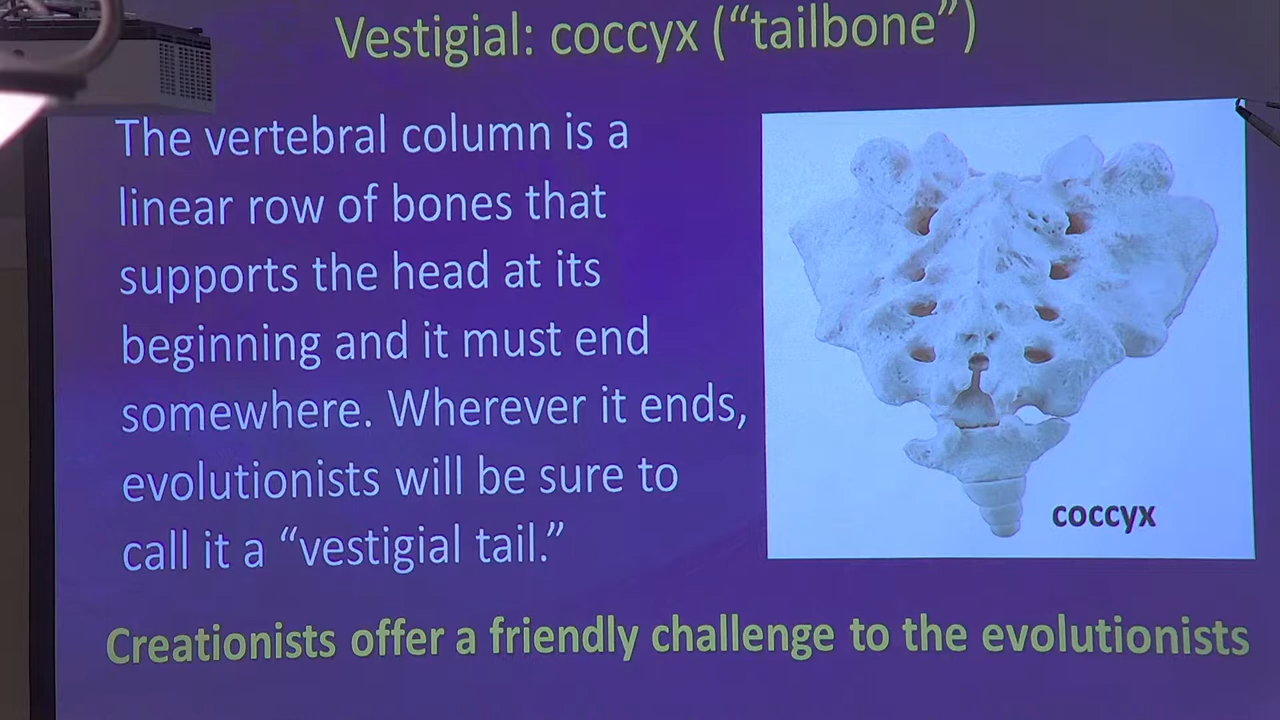 Vestigial: coccyx (“tailbone”)
The vertebral column is a
linear row of bones that
supports the head at its
beginning and it must end
somewhere. Wherever it ends,
evolutionists will be sure to
call it a “vestigial tail.”
coccyx
Creationists offer a friendly challenge to the evolutionists